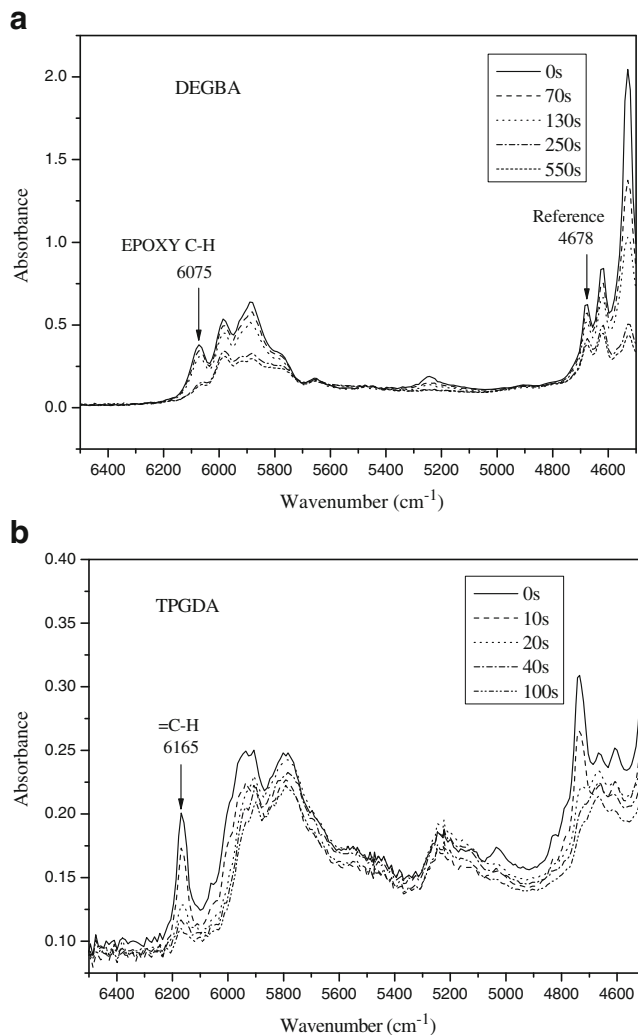 a
2.0
1.5
1.0
0.5
0.0
Absorbance
DEGBA
0s
70s
130s
250s
550s
EPOXY C-H
6075
Reference
4678
6400 6200 6000 5800 5600 5400 5200 5000 4800 4600
Wavenumber (cm⁻¹)
b
0.40
0.35
0.30
0.25
0.20
0.15
0.10
Absorbance
TPGDA
0s
10s
20s
40s
100s
=C-H
6165
6400 6200 6000 5800 5600 5400 5200 5000 4800 4600
Wavenumber (cm⁻¹)